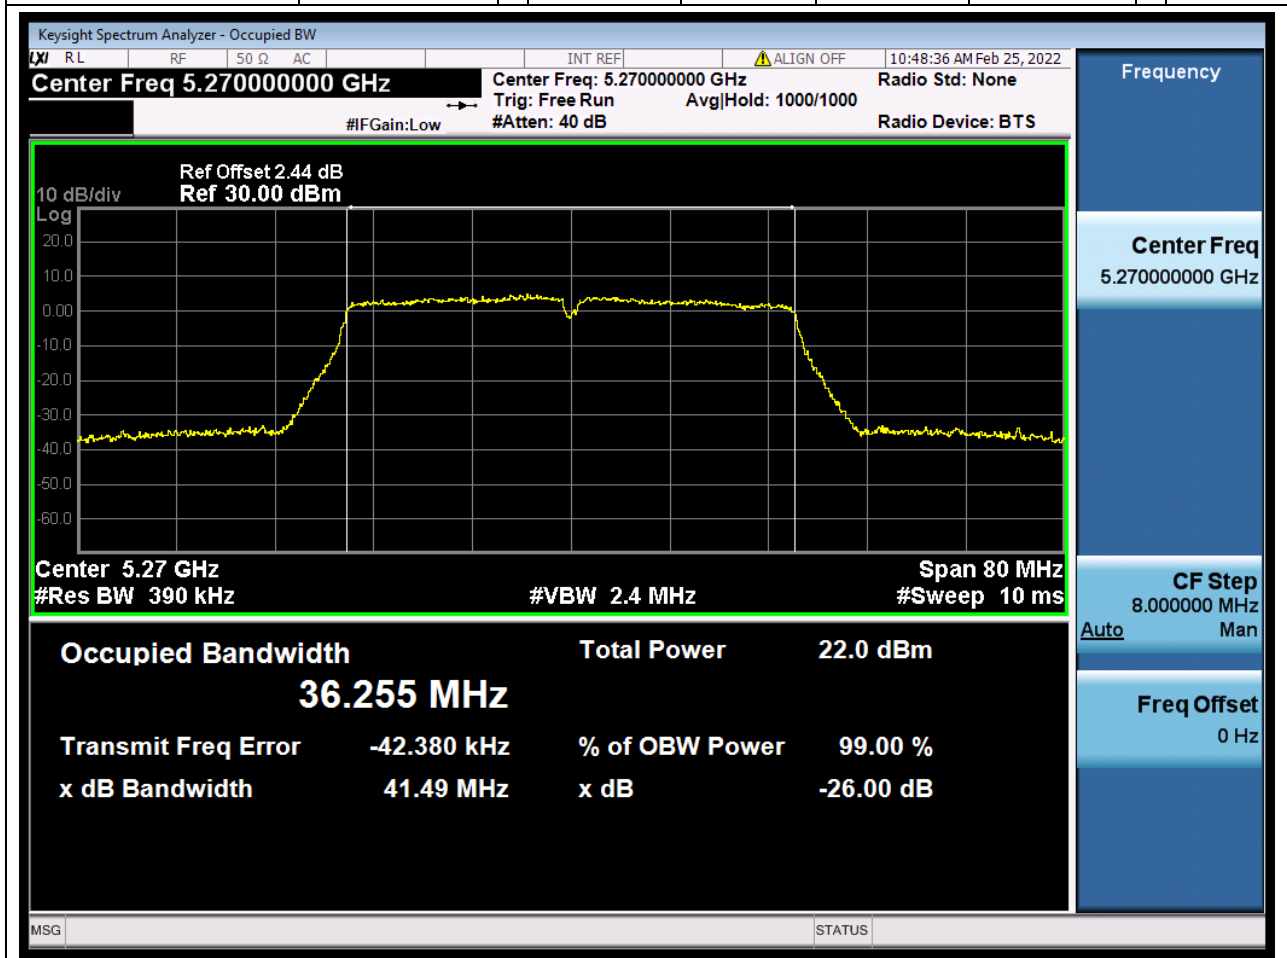 Keysight Spectrum Analyzer - Occupied BW
LXI RL RF 50 Ω AC INT REF ALIGN OFF 10:48:36 AM Feb 25, 2022
Center Freq 5.270000000 GHz
Center Freq: 5.270000000 GHz
Radio Std: None
Trig: Free Run Avg|Hold: 1000/1000
#IFGain:Low
#Atten: 40 dB
Radio Device: BTS
Ref Offset 2.44 dB
10 dB/div Ref 30.00 dBm
Log
20.0
10.0
0.00
-10.0
-20.0
-30.0
-40.0
-50.0
-60.0
Center 5.27 GHz Span 80 MHz
#Res BW 390 kHz #VBW 2.4 MHz #Sweep 10 ms
Occupied Bandwidth Total Power 22.0 dBm
36.255 MHz
Transmit Freq Error -42.380 kHz % of OBW Power 99.00 %
x dB Bandwidth 41.49 MHz x dB -26.00 dB
MSG STATUS
Frequency
Center Freq
5.270000000 GHz
CF Step
8.000000 MHz
Auto Man
Freq Offset
0 Hz